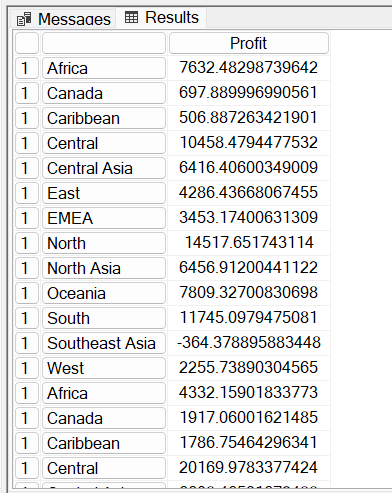 Messages Results
Profit
1 Africa 7632.48298739642
1 Canada 697.889996990561
1 Caribbean 506.887263421901
1 Central 10458.4794477532
1 Central Asia 6416.40600349009
1 East 4286.43668067455
1 EMEA 3453.17400631309
1 North 14517.651743114
1 North Asia 6456.91200441122
1 Oceania 7809.32700830698
1 South 11745.0979475081
1 Southeast Asia -364.378895883448
1 West 2255.73890304565
1 Africa 4332.15901833773
1 Canada 1917.06001621485
1 Caribbean 1786.75464296341
1 Central 20169.9783377424